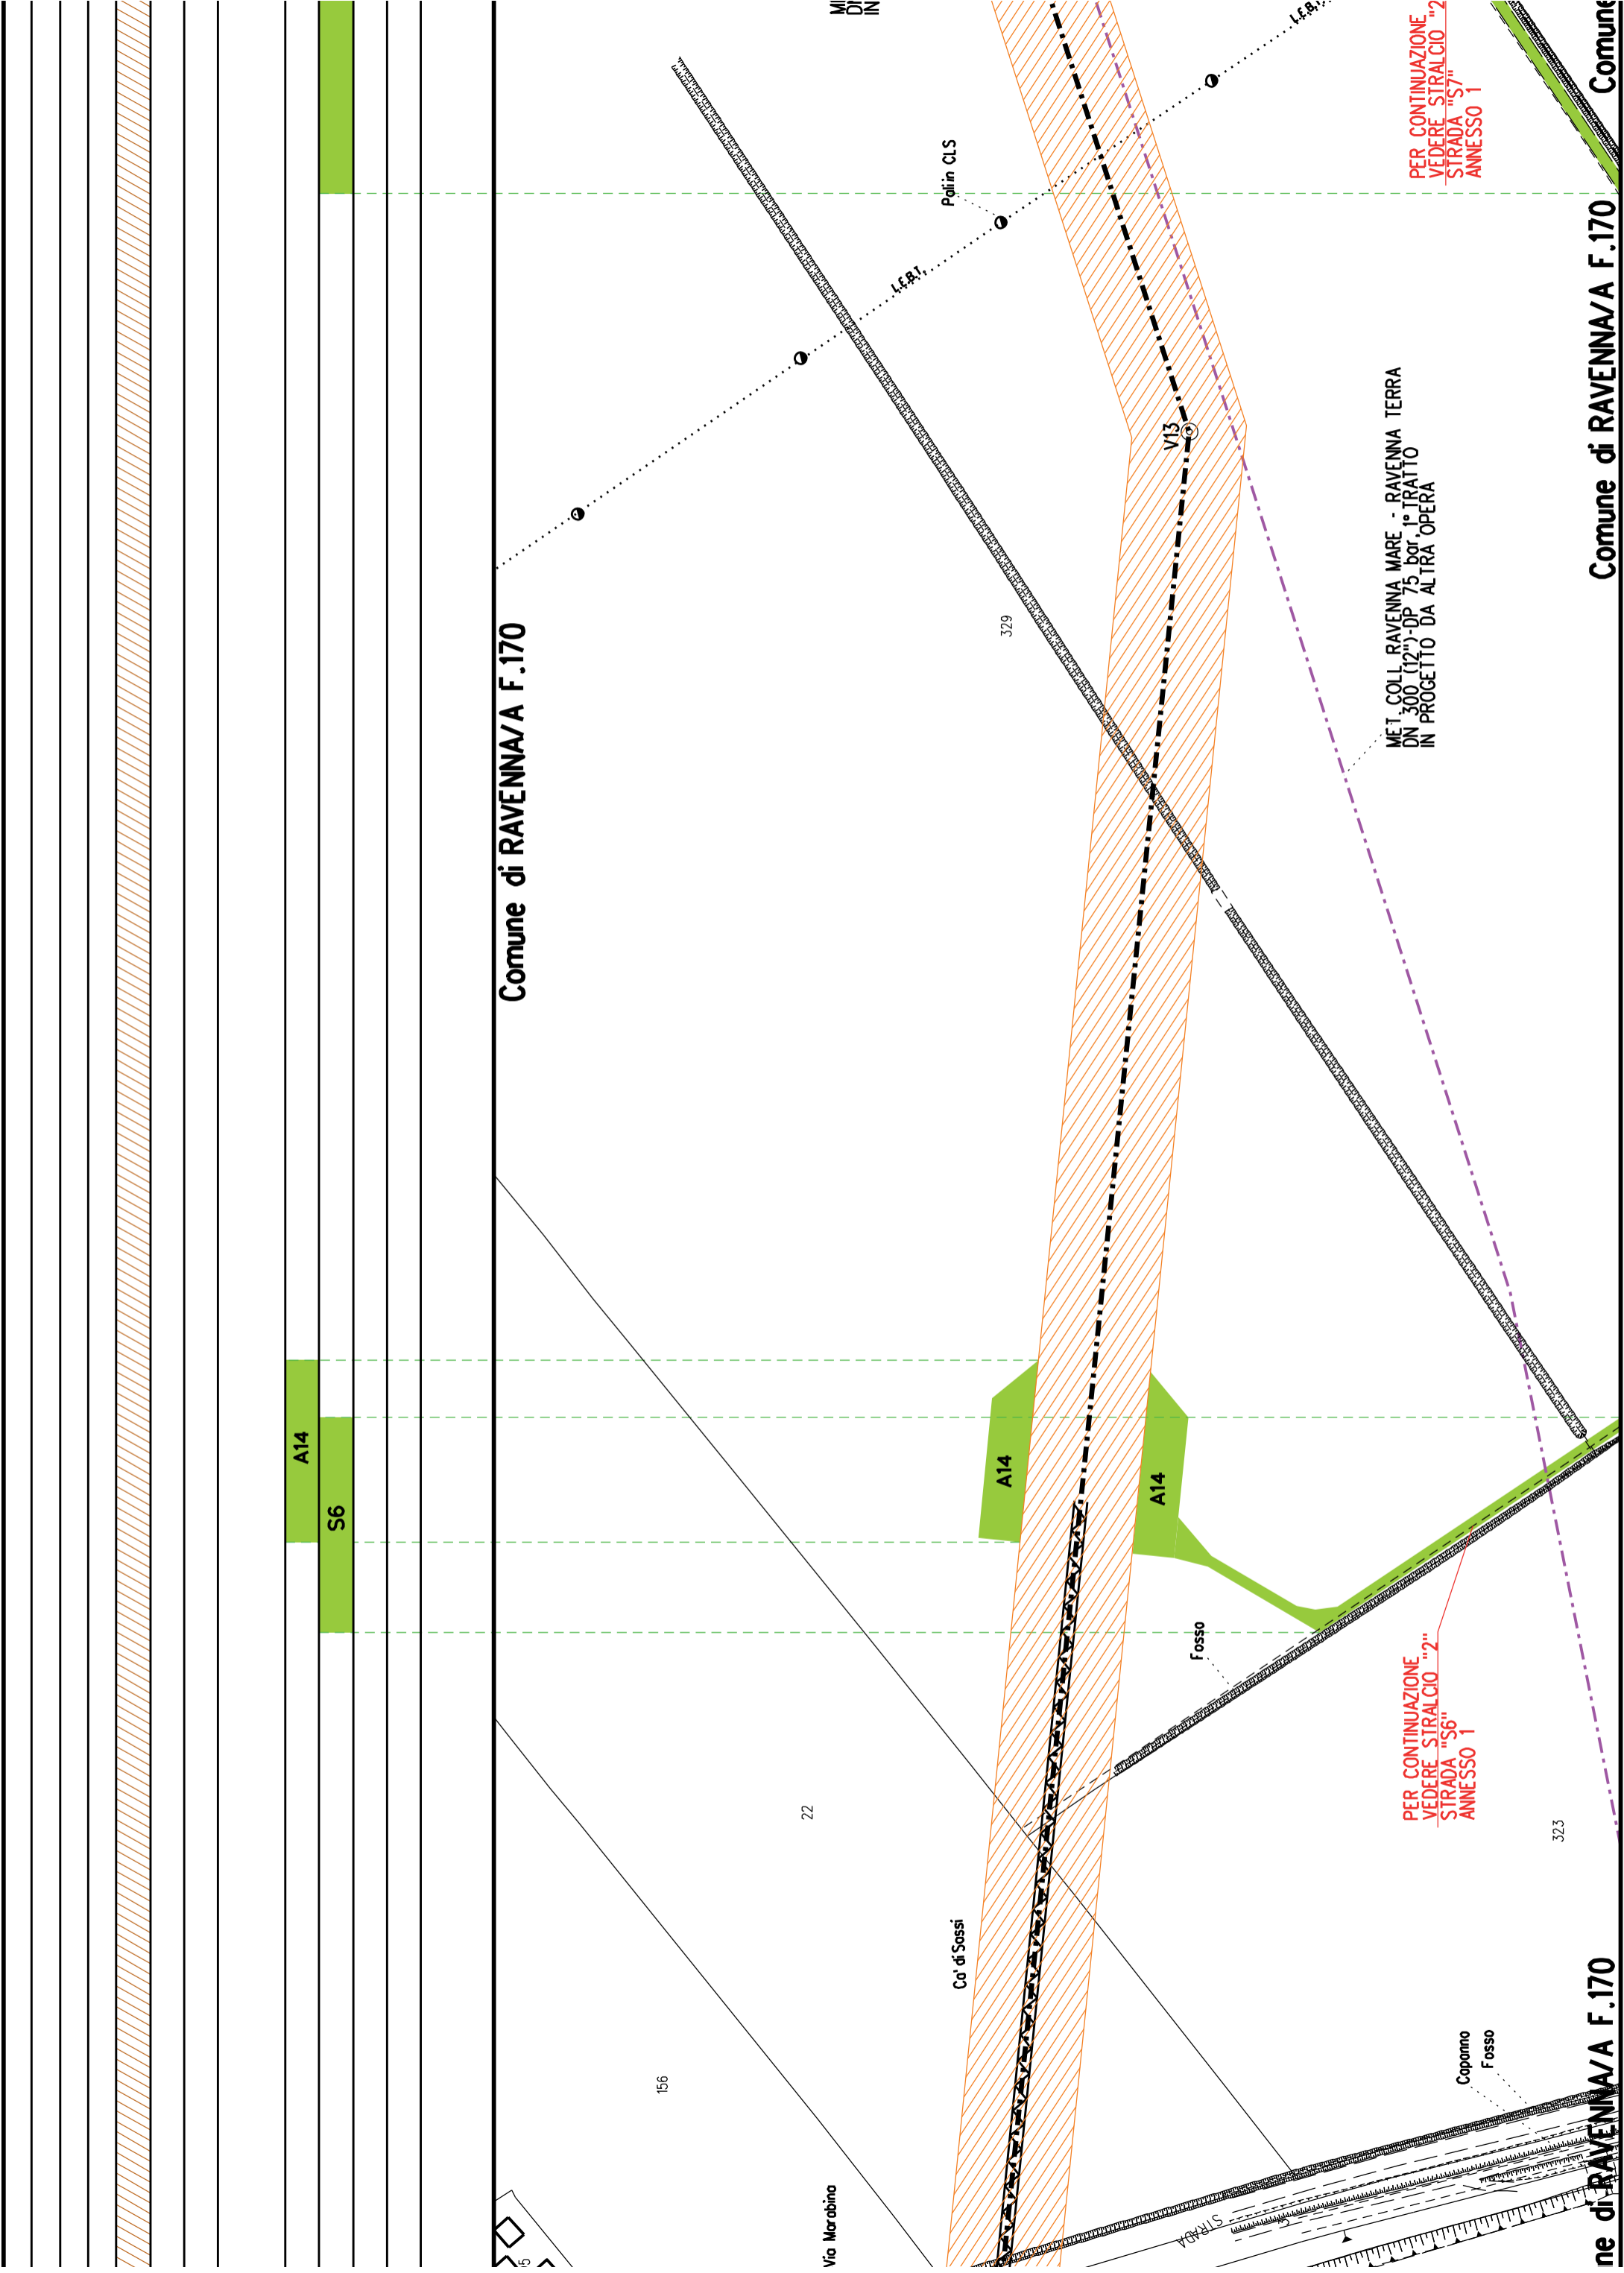 A14
S6
Comune di RAVENNA/A F.170
L.E.B.T.
Palin CLS
L.E.B.T.
V13
329
MET. COLL. RAVENNA MARE - RAVENNA TERRA
DN 300 (12")-DP 75 bar, 1° TRATTO
IN PROGETTO DA ALTRA OPERA
PER CONTINUAZIONE
VEDERE STRALCIO "2
STRADA "S7"
ANNESSO 1
Comune
Comune di RAVENNA/A F.170
A14
A14
Fosso
PER CONTINUAZIONE
VEDERE STRALCIO "2"
STRADA "S6"
ANNESSO 1
22
323
156
Ca' di Sassi
Via Marabina
STRADA
Capanno
Fosso
ne di RAVENNA/A F.170